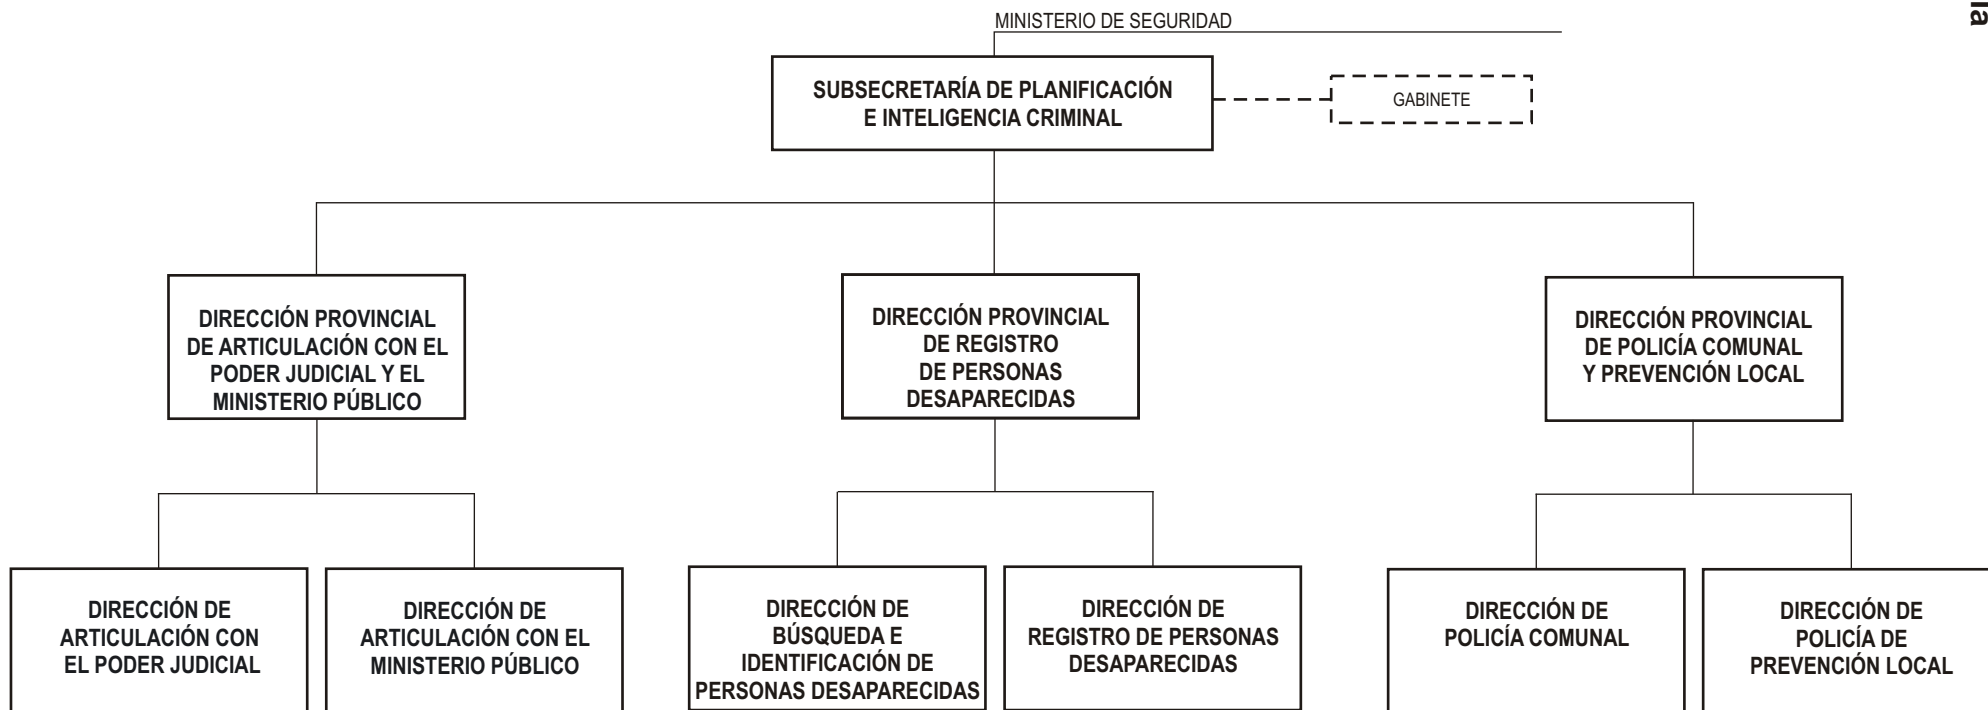 la
MINISTERIO DE SEGURIDAD
SUBSECRETARÍA DE PLANIFICACIÓN
E INTELIGENCIA CRIMINAL
GABINETE
DIRECCIÓN PROVINCIAL
DE ARTICULACIÓN CON EL
PODER JUDICIAL Y EL
MINISTERIO PÚBLICO
DIRECCIÓN PROVINCIAL
DE REGISTRO
DE PERSONAS
DESAPARECIDAS
DIRECCIÓN PROVINCIAL
DE POLICÍA COMUNAL
Y PREVENCIÓN LOCAL
DIRECCIÓN DE
ARTICULACIÓN CON
EL PODER JUDICIAL
DIRECCIÓN DE
ARTICULACIÓN CON EL
MINISTERIO PÚBLICO
DIRECCIÓN DE
BÚSQUEDA E
IDENTIFICACIÓN DE
PERSONAS DESAPARECIDAS
DIRECCIÓN DE
REGISTRO DE PERSONAS
DESAPARECIDAS
DIRECCIÓN DE
POLICÍA COMUNAL
DIRECCIÓN DE
POLICÍA DE
PREVENCIÓN LOCAL